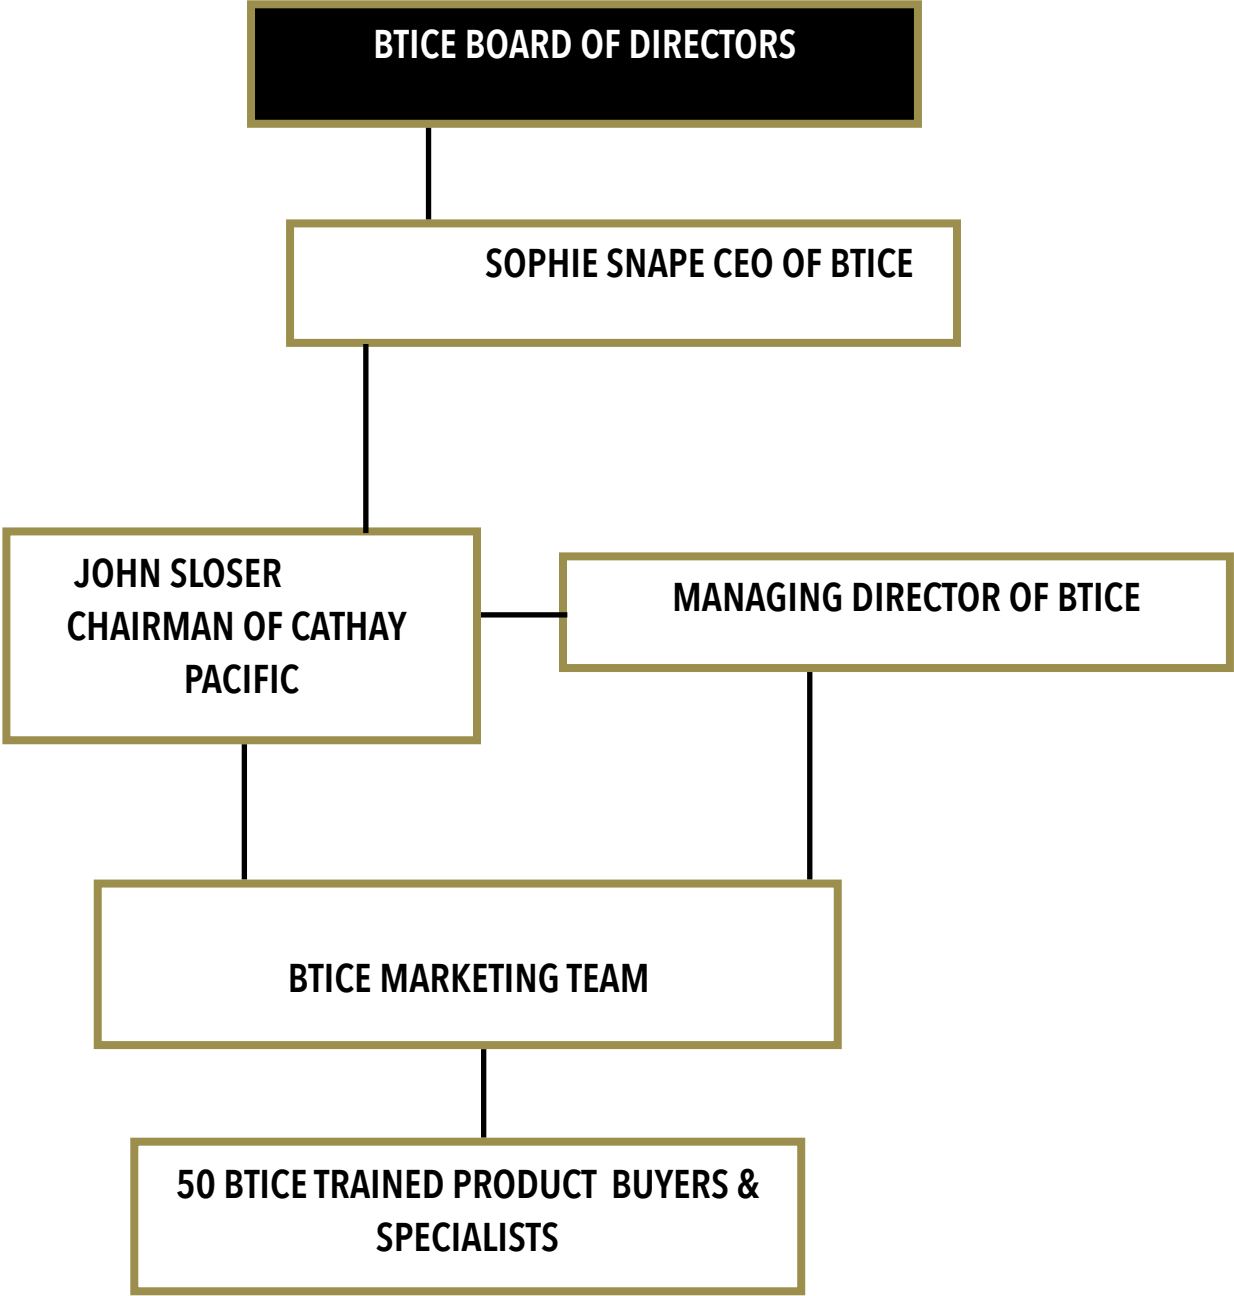 BTICE BOARD OF DIRECTORS
SOPHIE SNAPE CEO OF BTICE
JOHN SLOSER
CHAIRMAN OF CATHAY
PACIFIC
MANAGING DIRECTOR OF BTICE
BTICE MARKETING TEAM
50 BTICE TRAINED PRODUCT BUYERS &
SPECIALISTS